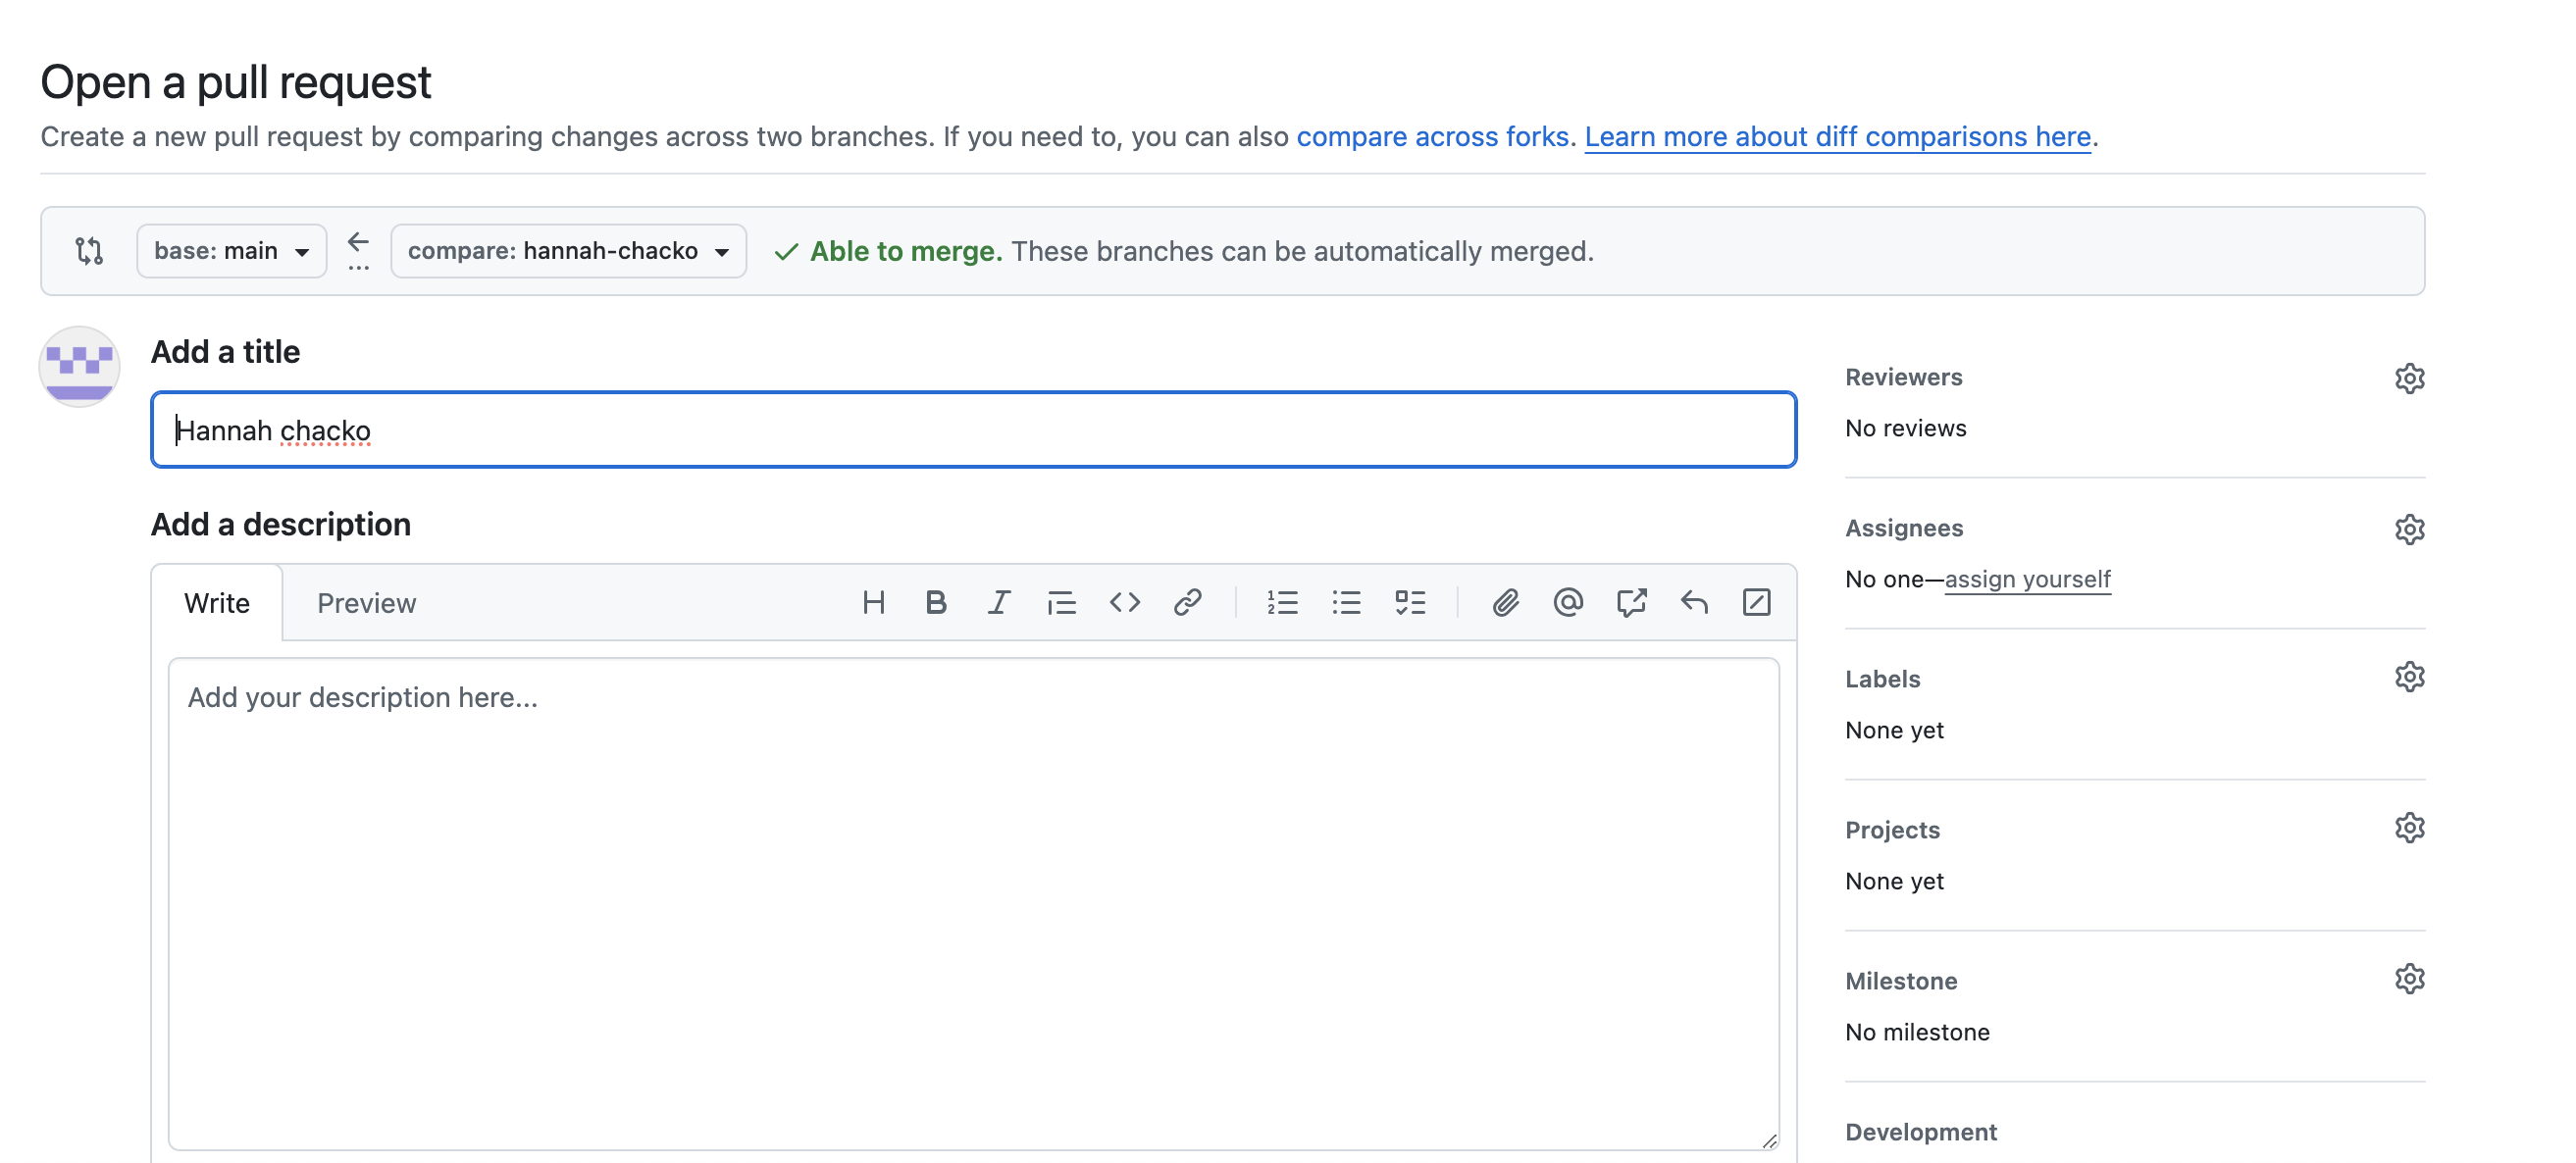 Open a pull request
Create a new pull request by comparing changes across two branches. If you need to, you can also compare across forks. Learn more about diff comparisons here.
base: main
compare: hannah-chacko
Able to merge. These branches can be automatically merged.
Add a title
Hannah chacko
Add a description
Write
Preview
Add your description here...
Reviewers
No reviews
Assignees
No one—assign yourself
Labels
None yet
Projects
None yet
Milestone
No milestone
Development